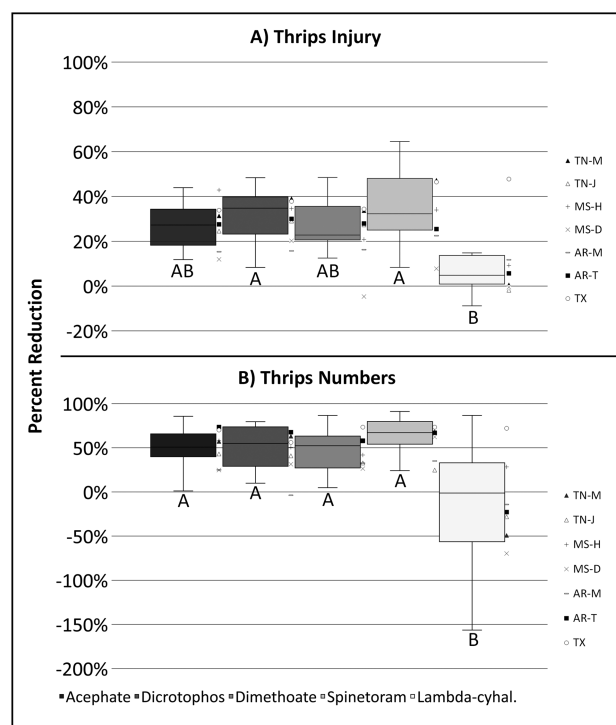 A) Thrips Injury
100%
80%
60%
40%
20%
0%
-20%
AB
A
AB
A
B
TN-M
TN-J
MS-H
MS-D
AR-M
AR-T
TX
Percent Reduction
B) Thrips Numbers
100%
50%
0%
-50%
-100%
-150%
-200%
A
A
A
A
B
TN-M
TN-J
MS-H
MS-D
AR-M
AR-T
TX
Acephate Dicrotophos Dimethoate Spinetoram Lambda-cyhal.